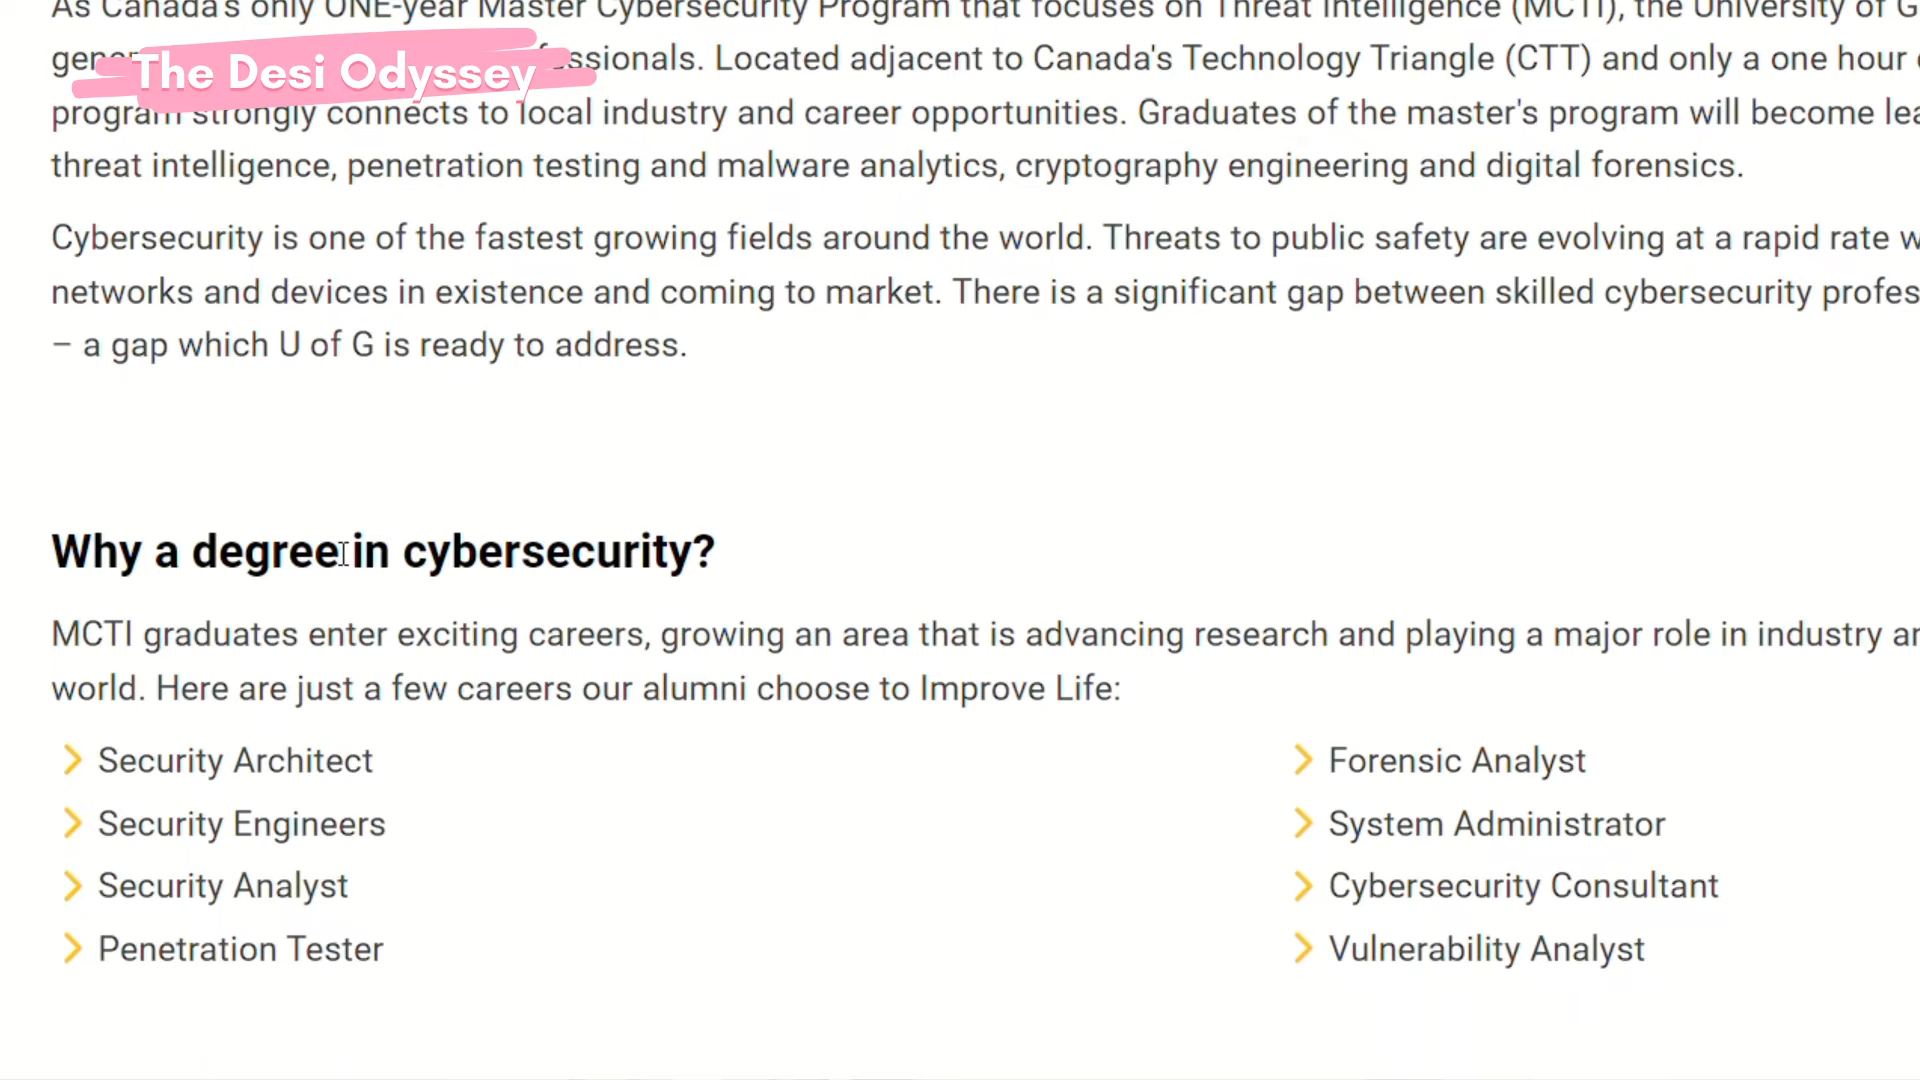 As Canada's only ONE-year Master Cybersecurity Program that focuses on Threat Intelligence (MCTI), the University of G
The Desi Odyssey
ssionals. Located adjacent to Canada's Technology Triangle (CTT) and only a one hour
program strongly connects to local industry and career opportunities. Graduates of the master's program will become lea
threat intelligence, penetration testing and malware analytics, cryptography engineering and digital forensics.
Cybersecurity is one of the fastest growing fields around the world. Threats to public safety are evolving at a rapid rate w
networks and devices in existence and coming to market. There is a significant gap between skilled cybersecurity profes
– a gap which U of G is ready to address.
Why a degree in cybersecurity?
MCTI graduates enter exciting careers, growing an area that is advancing research and playing a major role in industry an
world. Here are just a few careers our alumni choose to Improve Life:
Security Architect
Security Engineers
Security Analyst
Penetration Tester
Forensic Analyst
System Administrator
Cybersecurity Consultant
Vulnerability Analyst